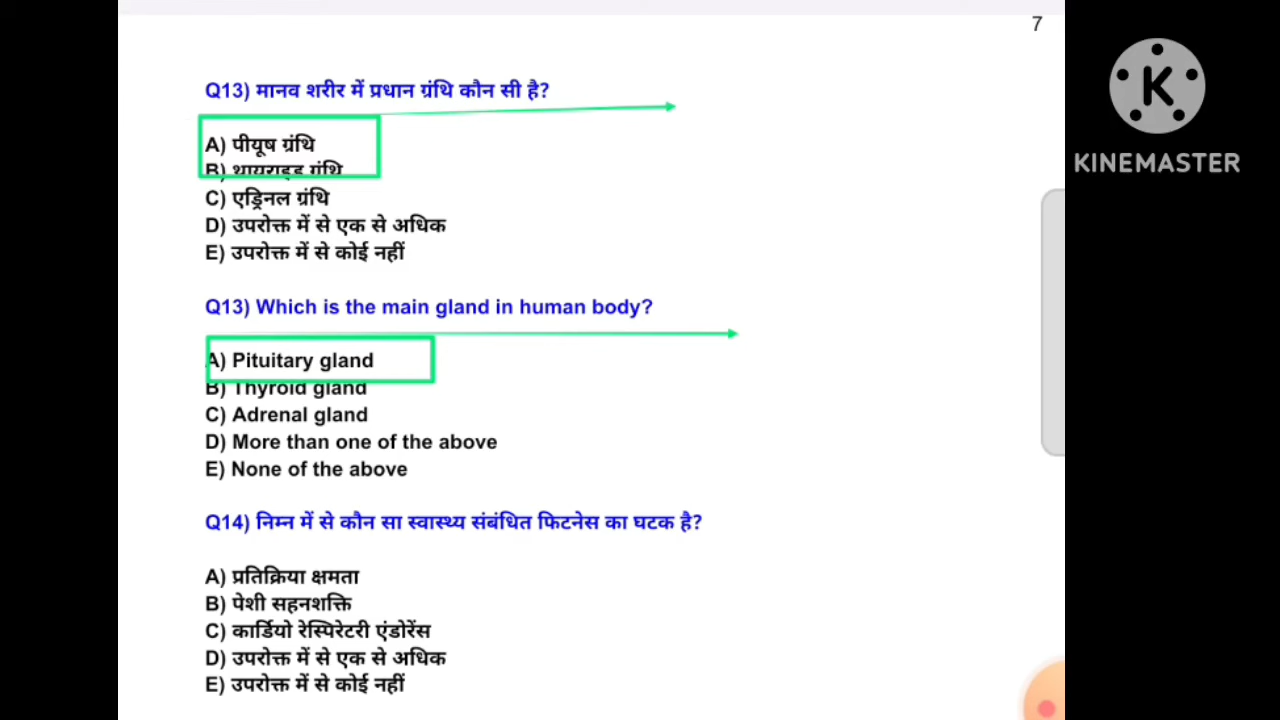 7
Q13) मानव शरीर में प्रधान ग्रंथि कौन सी है?
A) पीयूष ग्रंथि
B) थायराइड ग्रंथि
C) एड्रिनल ग्रंथि
D) उपरोक्त में से एक से अधिक
E) उपरोक्त में से कोई नहीं
Q13) Which is the main gland in human body?
A) Pituitary gland
B) Thyroid gland
C) Adrenal gland
D) More than one of the above
E) None of the above
Q14) निम्न में से कौन सा स्वास्थ्य संबंधित फिटनेस का घटक है?
A) प्रतिक्रिया क्षमता
B) पेशी सहनशक्ति
C) कार्डियो रेस्पिरेटरी एंडोरेंस
D) उपरोक्त में से एक से अधिक
E) उपरोक्त में से कोई नहीं
K
KINEMASTER